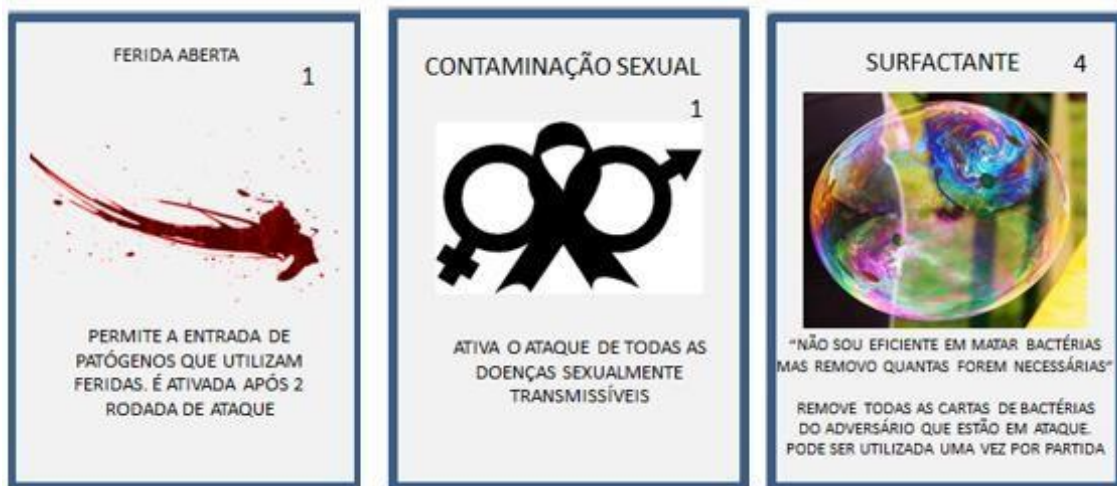 FERIDA ABERTA
1
PERMITE A ENTRADA DE
PATÓGENOS QUE UTILIZAM
FERIDAS. É ATIVADA APÓS 2
RODADA DE ATAQUE
CONTAMINAÇÃO SEXUAL
1
ATIVA O ATAQUE DE TODAS AS
DOENÇAS SEXUALMENTE
TRANSMISSÍVEIS
SURFACTANTE 4
"NÃO SOU EFICIENTE EM MATAR BACTÉRIAS
MAS REMOVO QUANTAS FOREM NECESSÁRIAS"
REMOVE TODAS AS CARTAS DE BACTÉRIAS
DO ADVERSÁRIO QUE ESTÃO EM ATAQUE.
PODE SER UTILIZADA UMA VEZ POR PARTIDA